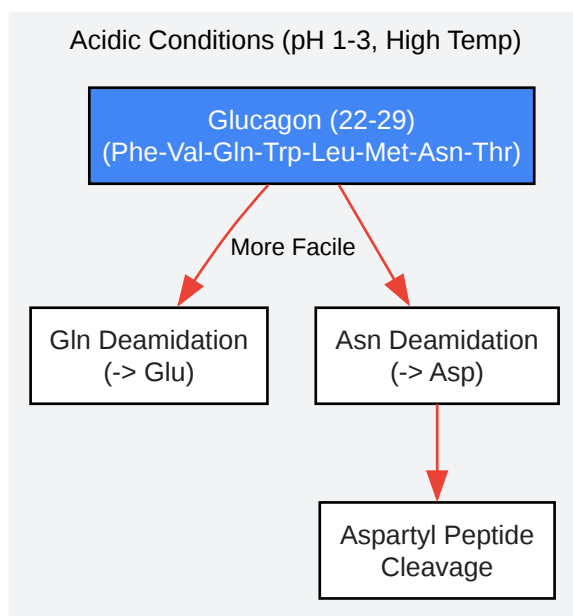 Acidic Conditions (pH 1-3, High Temp)
Glucagon (22-29)
(Phe-Val-Gln-Trp-Leu-Met-Asn-Thr)
More Facile
Gln Deamidation
(-> Glu)
Asn Deamidation
(-> Asp)
Aspartyl Peptide
Cleavage